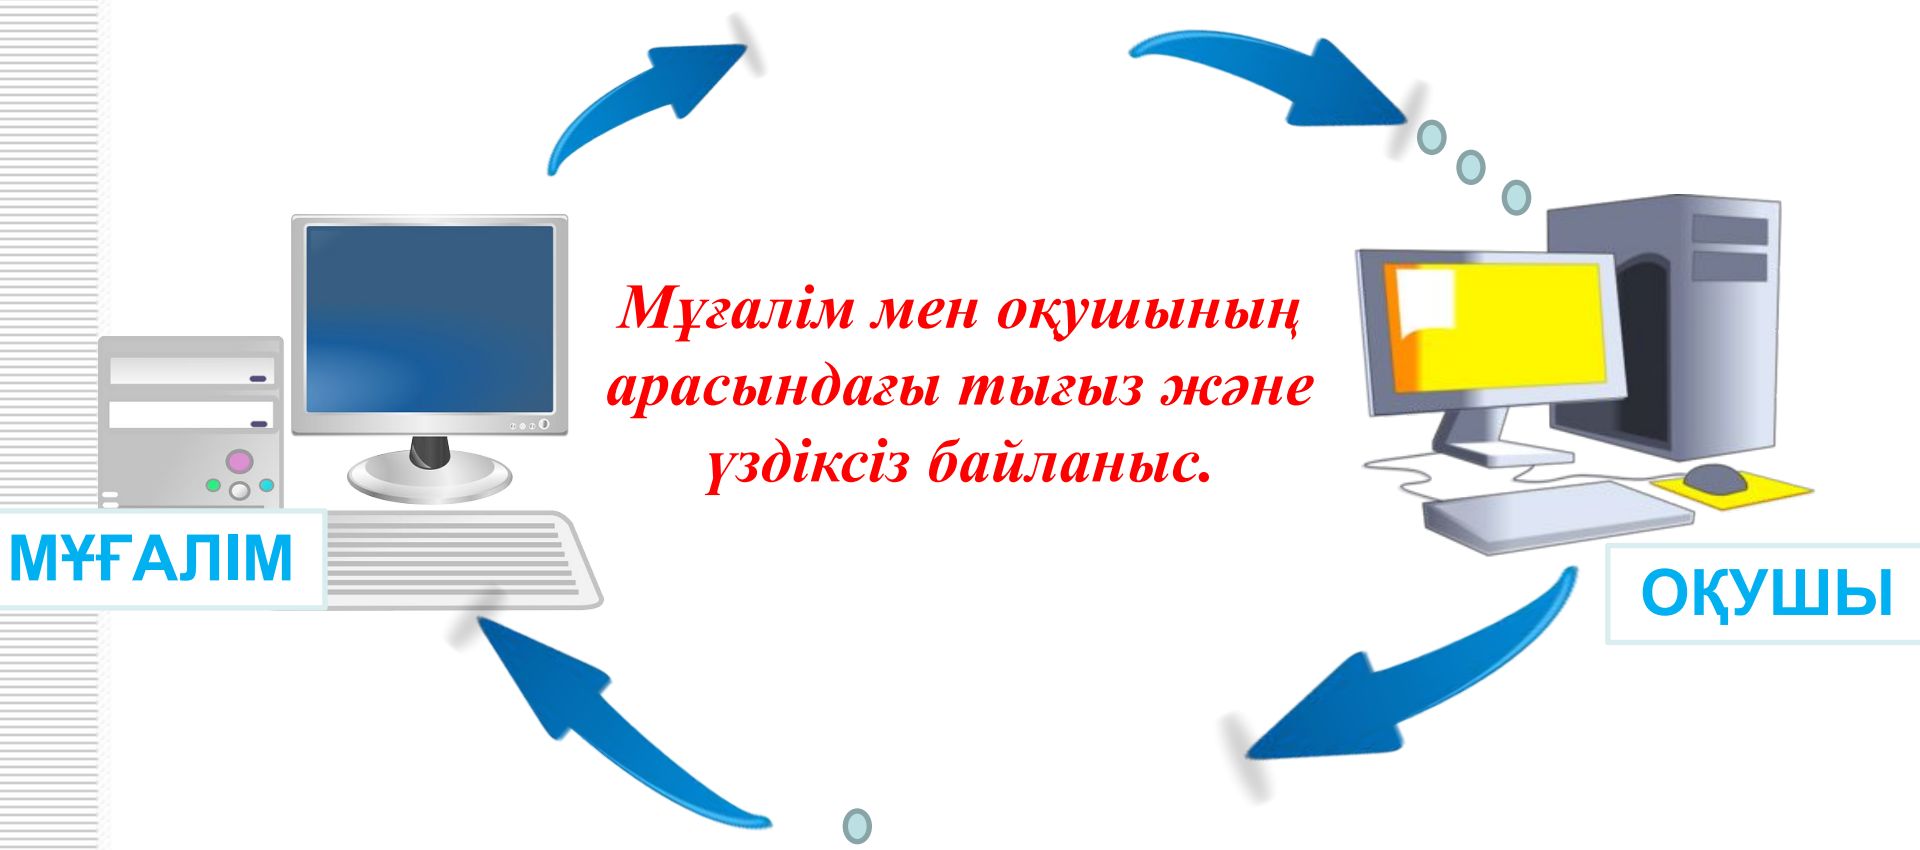 Мұғалім мен оқушының
арасындағы тығыз және
үздіксіз байланыс.
МҰҒАЛІМ
ОҚУШЫ